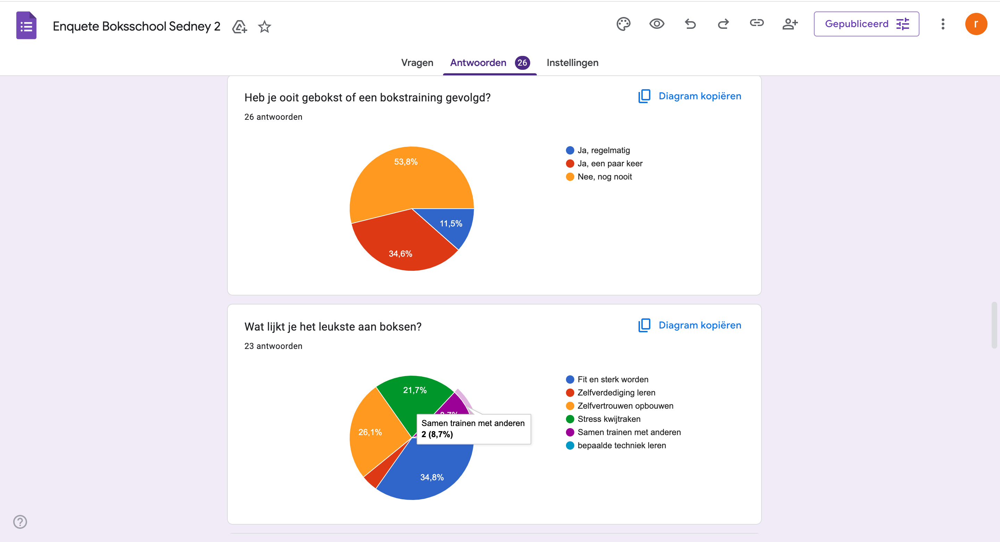 Enquete Boksschool Sedney 2
Gepubliceerd
r
Vragen
Antwoorden 26
Instellingen
Heb je ooit gebokst of een bokstraining gevolgd?
Diagram kopiëren
26 antwoorden
53,8%
11,5%
34,6%
Ja, regelmatig
Ja, een paar keer
Nee, nog nooit
Wat lijkt je het leukste aan boksen?
Diagram kopiëren
23 antwoorden
21,7%
26,1%
Samen trainen met anderen
2 (8,7%)
34,8%
Fit en sterk worden
Zelfverdediging leren
Zelfvertrouwen opbouwen
Stress kwijtraken
Samen trainen met anderen
bepaalde techniek leren